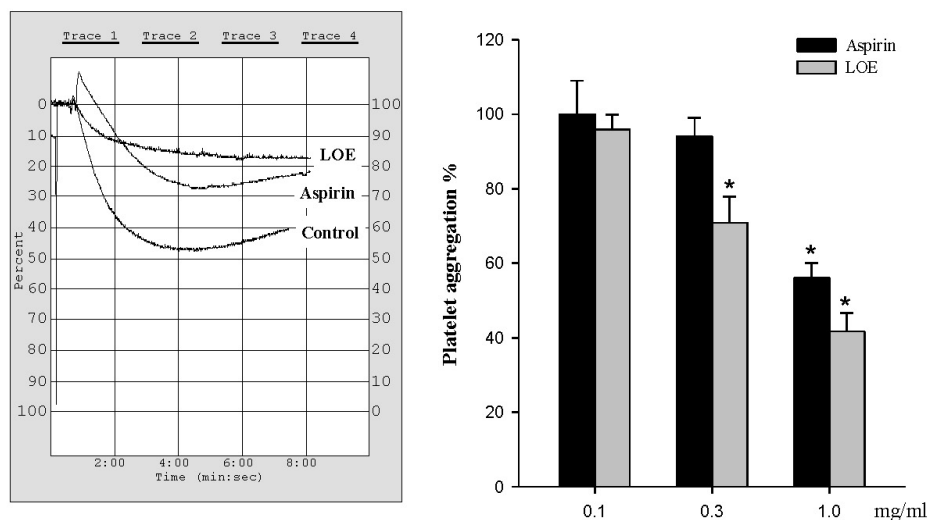 Trace 1 Trace 2 Trace 3 Trace 4
0 100
10 90
20 80
30 70
40 60
50 50
60 40
70 30
80 20
90 10
100 0
Percent
LOE
Aspirin
Control
2:00 4:00 6:00 8:00
Time (min:sec)
Platelet aggregation %
120
100
80
60
40
20
0
Aspirin
LOE
*
*
*
0.1 0.3 1.0 mg/ml